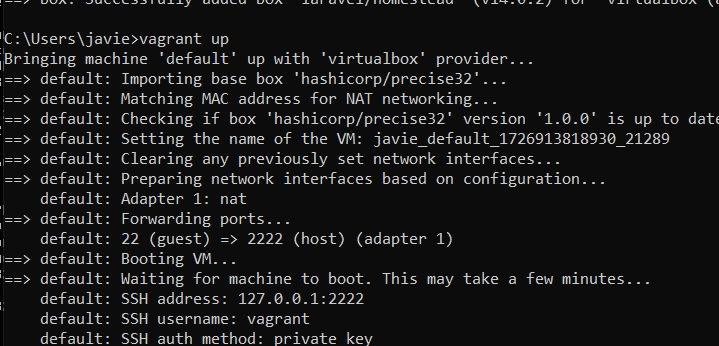 ==> box: Successfully added box 'laravel/homestead' (v14.0.2) for 'virtualbox (
C:\Users\javie>vagrant up
Bringing machine 'default' up with 'virtualbox' provider...
==> default: Importing base box 'hashicorp/precise32'...
==> default: Matching MAC address for NAT networking...
==> default: Checking if box 'hashicorp/precise32' version '1.0.0' is up to date
==> default: Setting the name of the VM: javie_default_1726913818930_21289
==> default: Clearing any previously set network interfaces...
==> default: Preparing network interfaces based on configuration...
default: Adapter 1: nat
==> default: Forwarding ports...
default: 22 (guest) => 2222 (host) (adapter 1)
==> default: Booting VM...
==> default: Waiting for machine to boot. This may take a few minutes...
default: SSH address: 127.0.0.1:2222
default: SSH username: vagrant
default: SSH auth method: private key